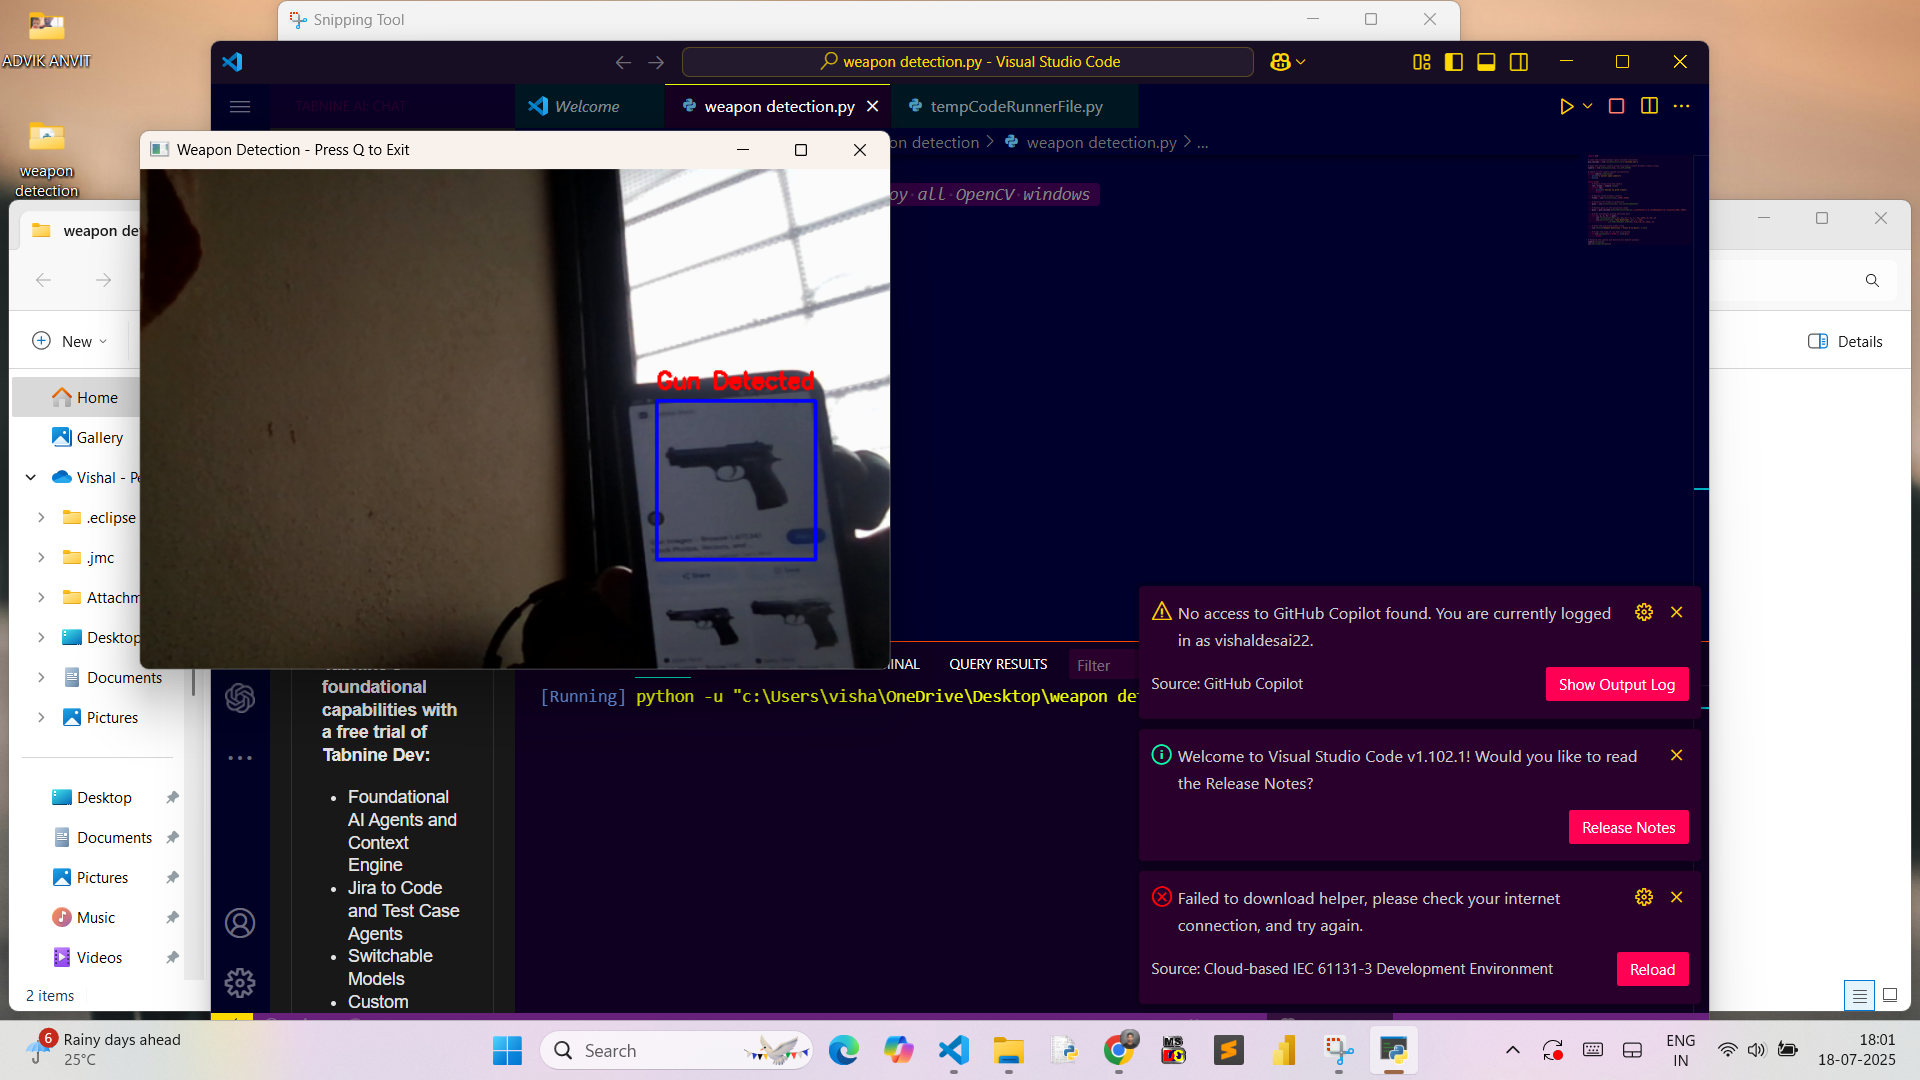 Snipping Tool
ADVIK ANVIT
weapon detection.py - Visual Studio Code
TABNINE AI: CHAT
Welcome
weapon detection.py
tempCodeRunnerFile.py
Weapon Detection - Press Q to Exit
on detection > weapon detection.py > ...
weapon
detection
oy all OpenCV windows
weapon de
New
Details
Gun Detected
Home
Gallery
Vishal - Pe
.eclipse
.jmc
Attachm
Desktop
Documents
Pictures
Share
Desktop
Documents
Pictures
Music
Videos
2 items
foundational
capabilities with
a free trial of
Tabnine Dev:
Foundational
AI Agents and
Context
Engine
Jira to Code
and Test Case
Agents
Switchable
Models
Custom
MINAL
QUERY RESULTS
Filter
[Running] python -u "c:\Users\visha\OneDrive\Desktop\weapon de
No access to GitHub Copilot found. You are currently logged
in as vishaldesai22.
Source: GitHub Copilot
Show Output Log
Welcome to Visual Studio Code v1.102.1! Would you like to read
the Release Notes?
Release Notes
Failed to download helper, please check your internet
connection, and try again.
Source: Cloud-based IEC 61131-3 Development Environment
Reload
6
Rainy days ahead
25°C
Search
ENG
IN
18:01
18-07-2025